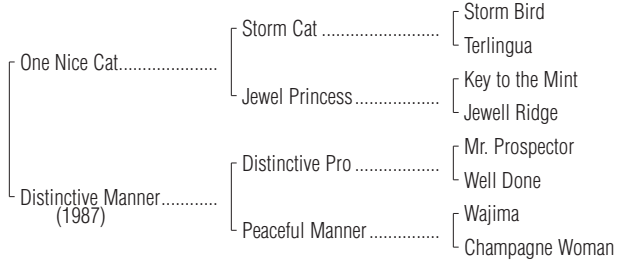 Storm Bird
Storm Cat ........................
Terlingua
One Nice Cat.....................
Key to the Mint
Jewel Princess..................
Jewell Ridge
Mr. Prospector
Distinctive Pro ..................
Well Done
Distinctive Manner............
(1987)
Wajima
Peaceful Manner ...............
Champagne Woman